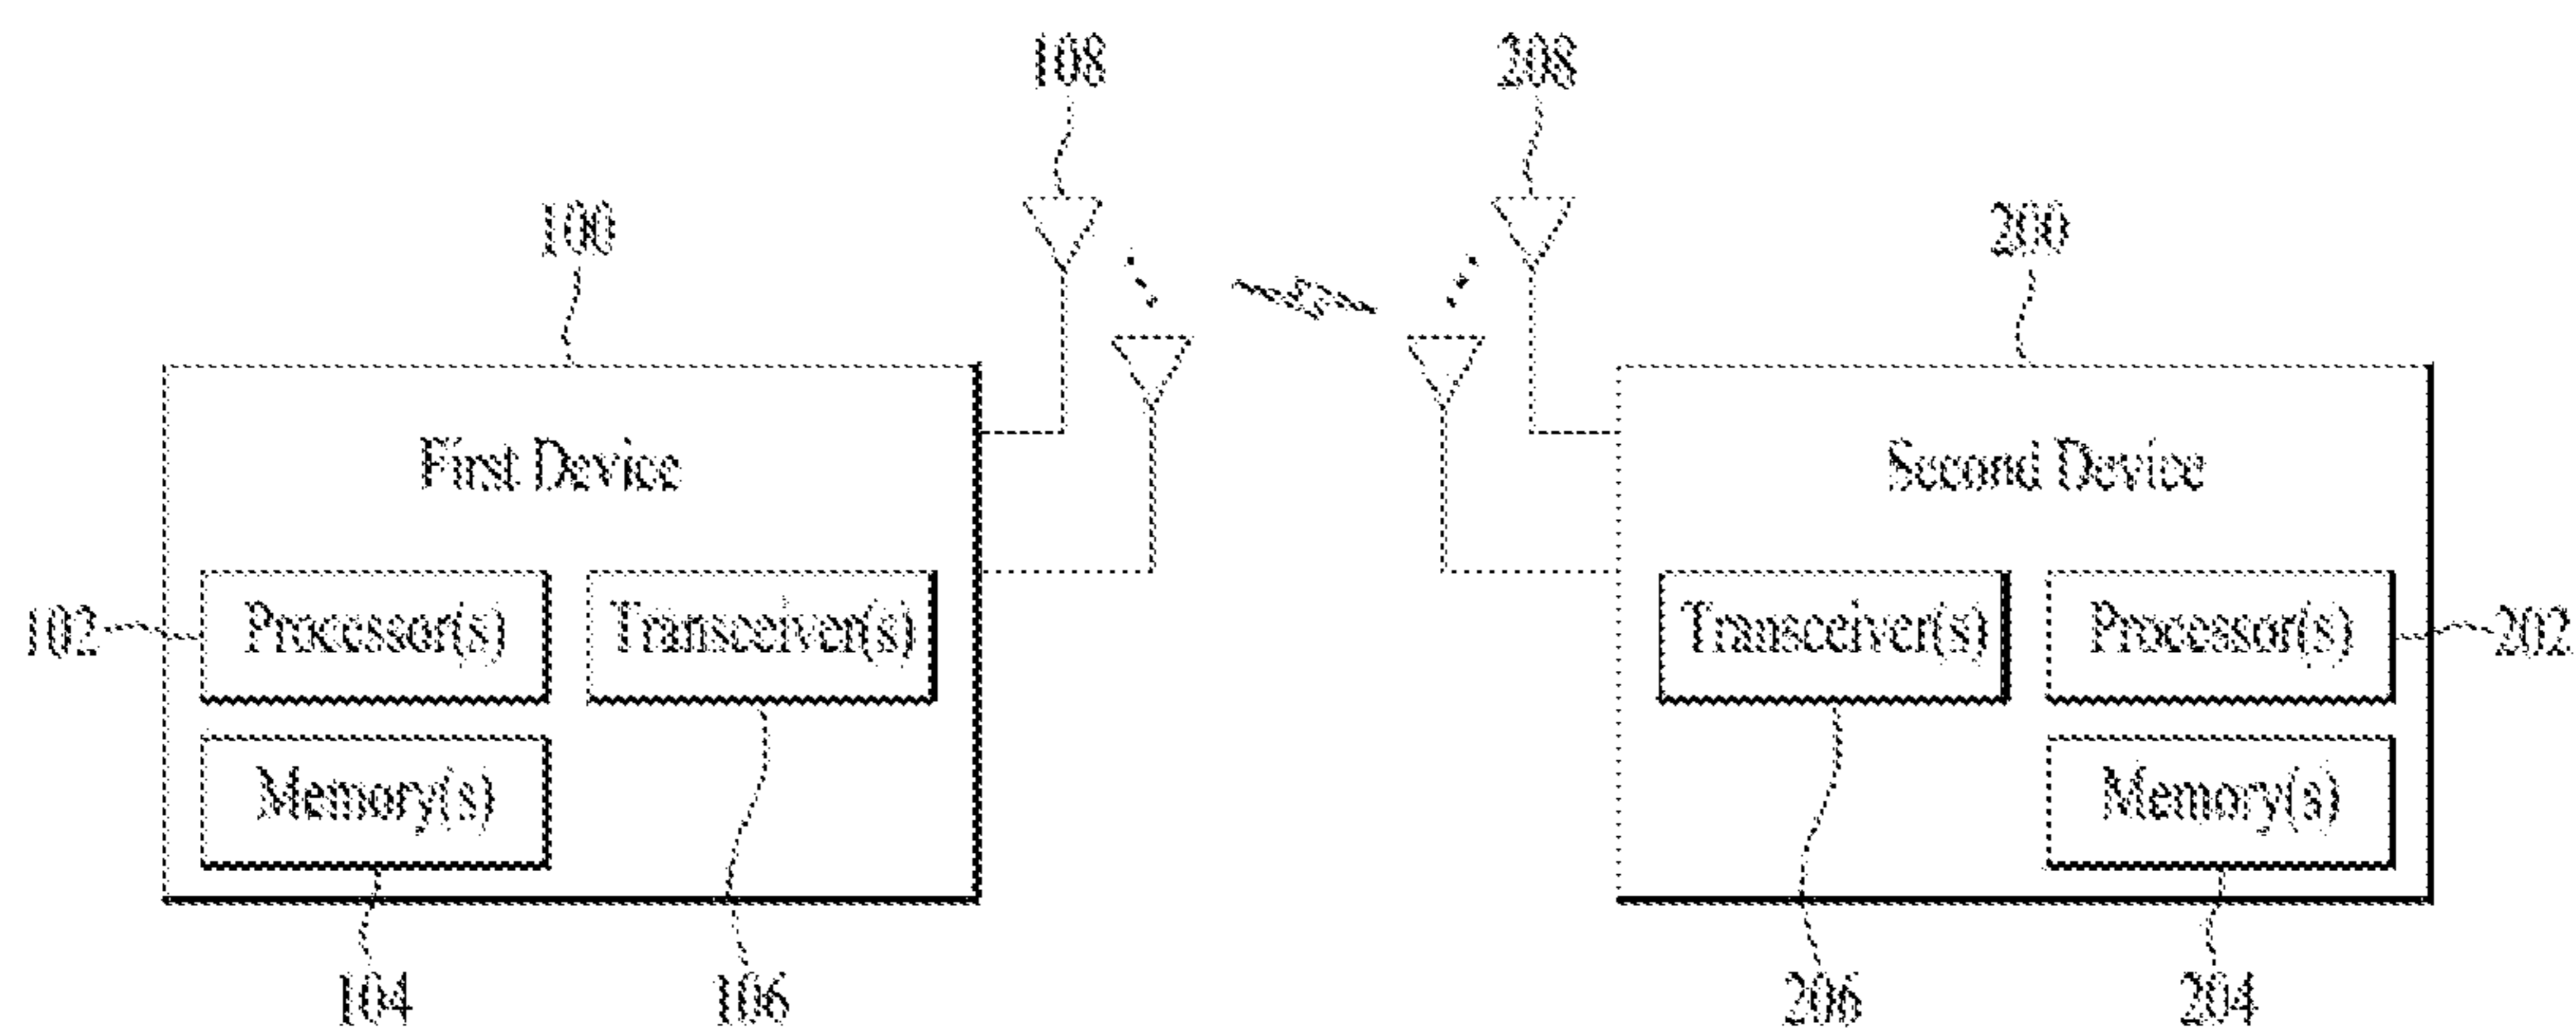 108 208
100 200
First Device Second Device
102 Processor(s) Transceiver(s) Transceiver(s) Processor(s) 202
Memory(s) Memory(s)
104 106 206 204